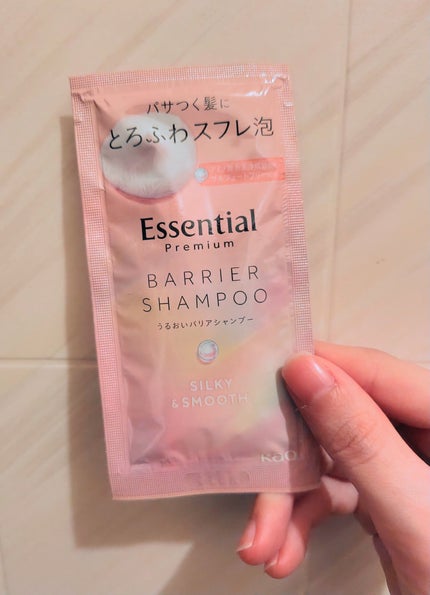 パサつく髪に
とろふわスフレ泡
Essential
Premium
BARRIER
SHAMPOO
うるおいバリアシャンプー
SILKY
& SMOOTH
Kao